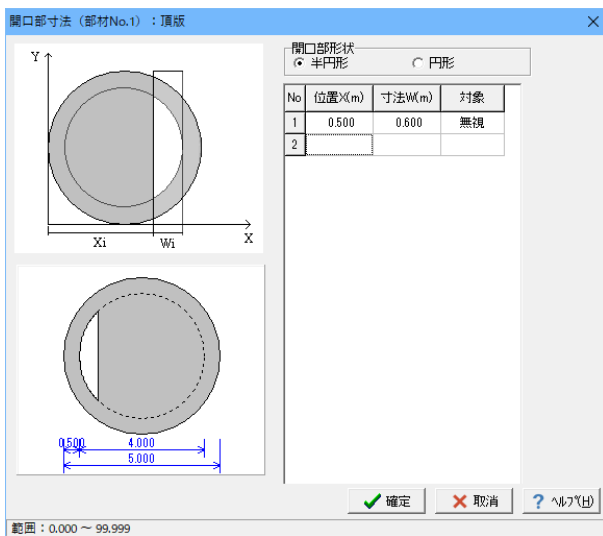 開口部寸法（部材No.1）：頂版
Y
X
Xi
Wi
0.500
4.000
5.000
開口部形状
半円形
円形
No 位置X(m) 寸法W(m) 対象
1 0.500 0.600 無視
2
確定
取消
ヘルプ(H)
範囲：0.000 ～ 99.999